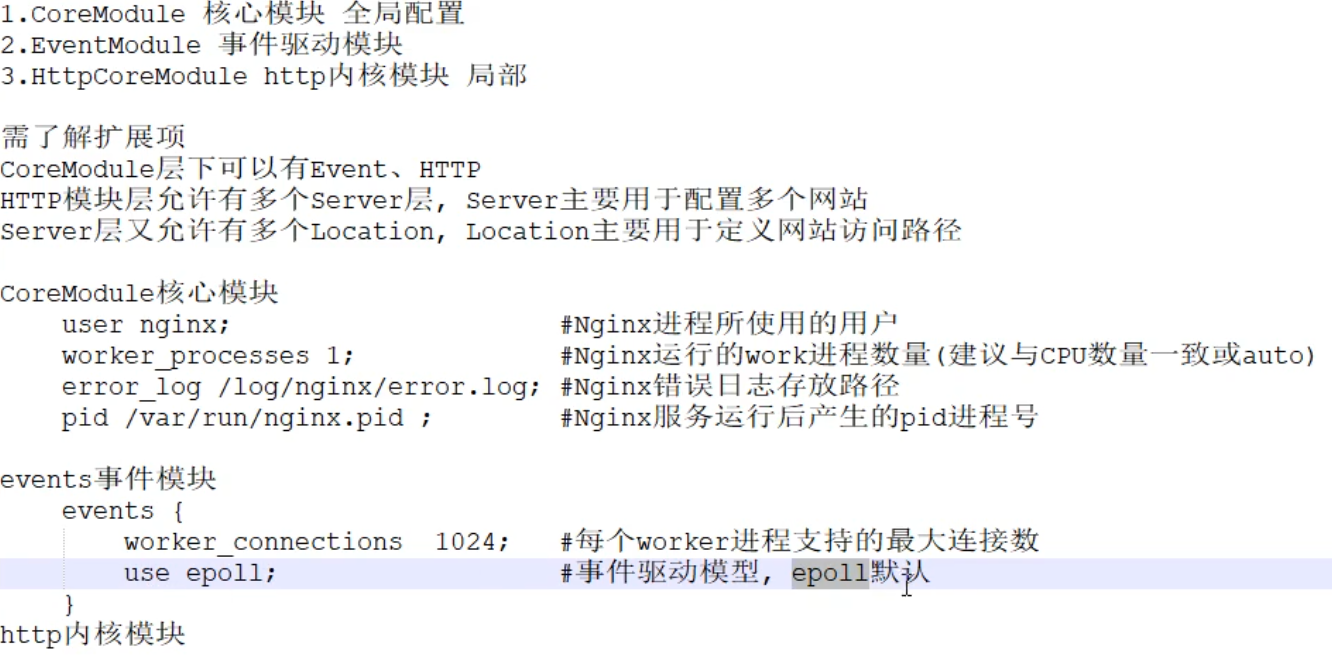 1.CoreModule 核心模块 全局配置
2.EventModule 事件驱动模块
3.HttpCoreModule http内核模块 局部
需了解扩展项
CoreModule层下可以有Event、HTTP
HTTP模块层允许有多个Server层, Server主要用于配置多个网站
Server层又允许有多个Location, Location主要用于定义网站访问路径
CoreModule核心模块
user nginx; #Nginx进程所使用的用户
worker_processes 1; #Nginx运行的work进程数量(建议与CPU数量一致或auto)
error_log /log/nginx/error.log; #Nginx错误日志存放路径
pid /var/run/nginx.pid ; #Nginx服务运行后产生的pid进程号
events事件模块
events {
worker_connections 1024; #每个worker进程支持的最大连接数
use epoll; #事件驱动模型, epoll默认
}
http内核模块